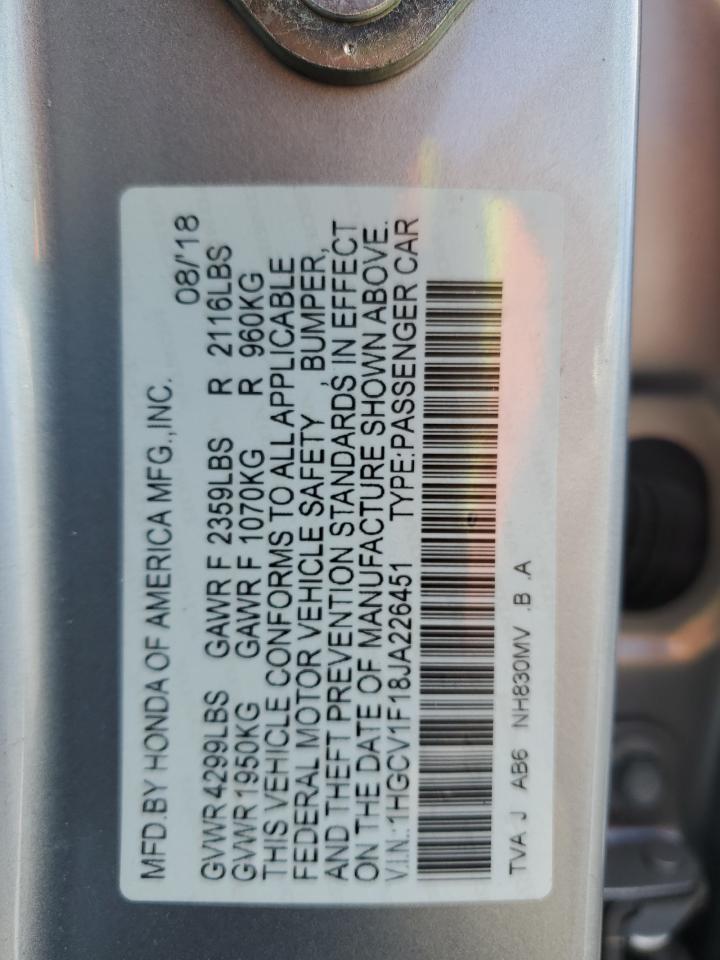 MFD.BY HONDA OF AMERICA MFG.,INC. 08/'18
GVWR 4299LBS GAWR F 2359LBS R 2116LBS
GVWR 1950KG GAWR F 1070KG R 960KG
THIS VEHICLE CONFORMS TO ALL APPLICABLE
FEDERAL MOTOR VEHICLE SAFETY , BUMPER,
AND THEFT PREVENTION STANDARDS IN EFFECT
ON THE DATE OF MANUFACTURE SHOWN ABOVE.
V.I.N.:1HGCV1F18JA226451 TYPE:PASSENGER CAR
TVA J AB6 NH830MV .B .A